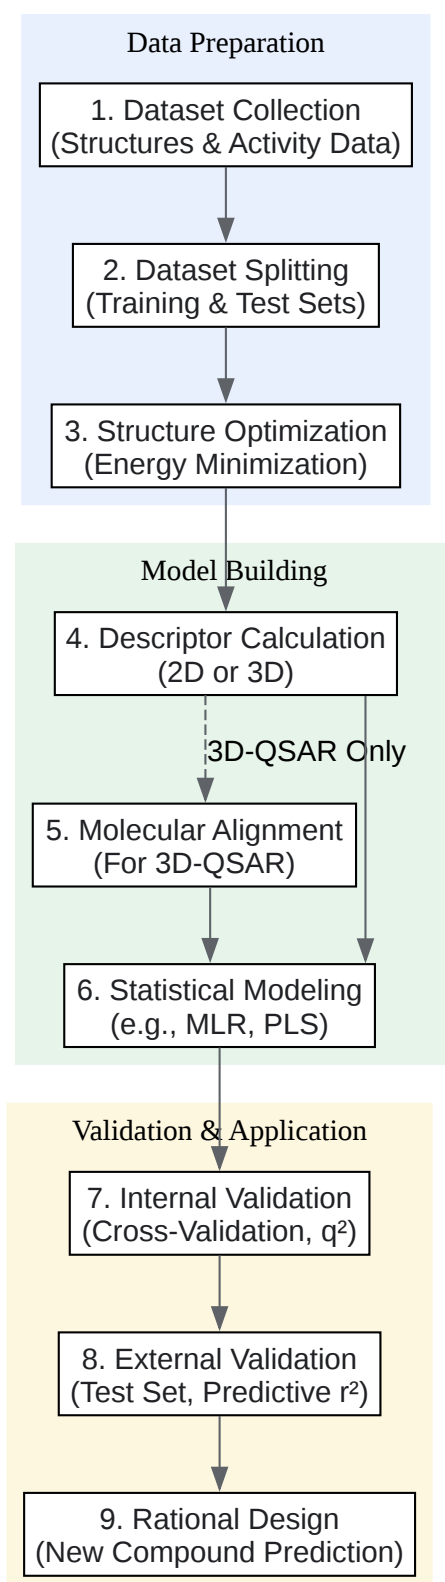 Data Preparation
1. Dataset Collection
(Structures & Activity Data)
2. Dataset Splitting
(Training & Test Sets)
3. Structure Optimization
(Energy Minimization)
Model Building
4. Descriptor Calculation
(2D or 3D)
3D-QSAR Only
5. Molecular Alignment
(For 3D-QSAR)
6. Statistical Modeling
(e.g., MLR, PLS)
Validation & Application
7. Internal Validation
(Cross-Validation, q²)
8. External Validation
(Test Set, Predictive r²)
9. Rational Design
(New Compound Prediction)